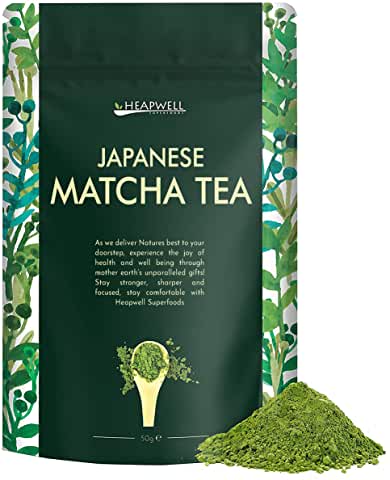 HEAPWELL
SUPERFOODS
JAPANESE
MATCHA TEA
As we deliver Natures best to your
doorstep, experience the joy of
health and well being through
mother earth's unparalleled gifts!
Stay stronger, sharper and
focused, stay comfortable with
Heapwell Superfoods
50g ℮